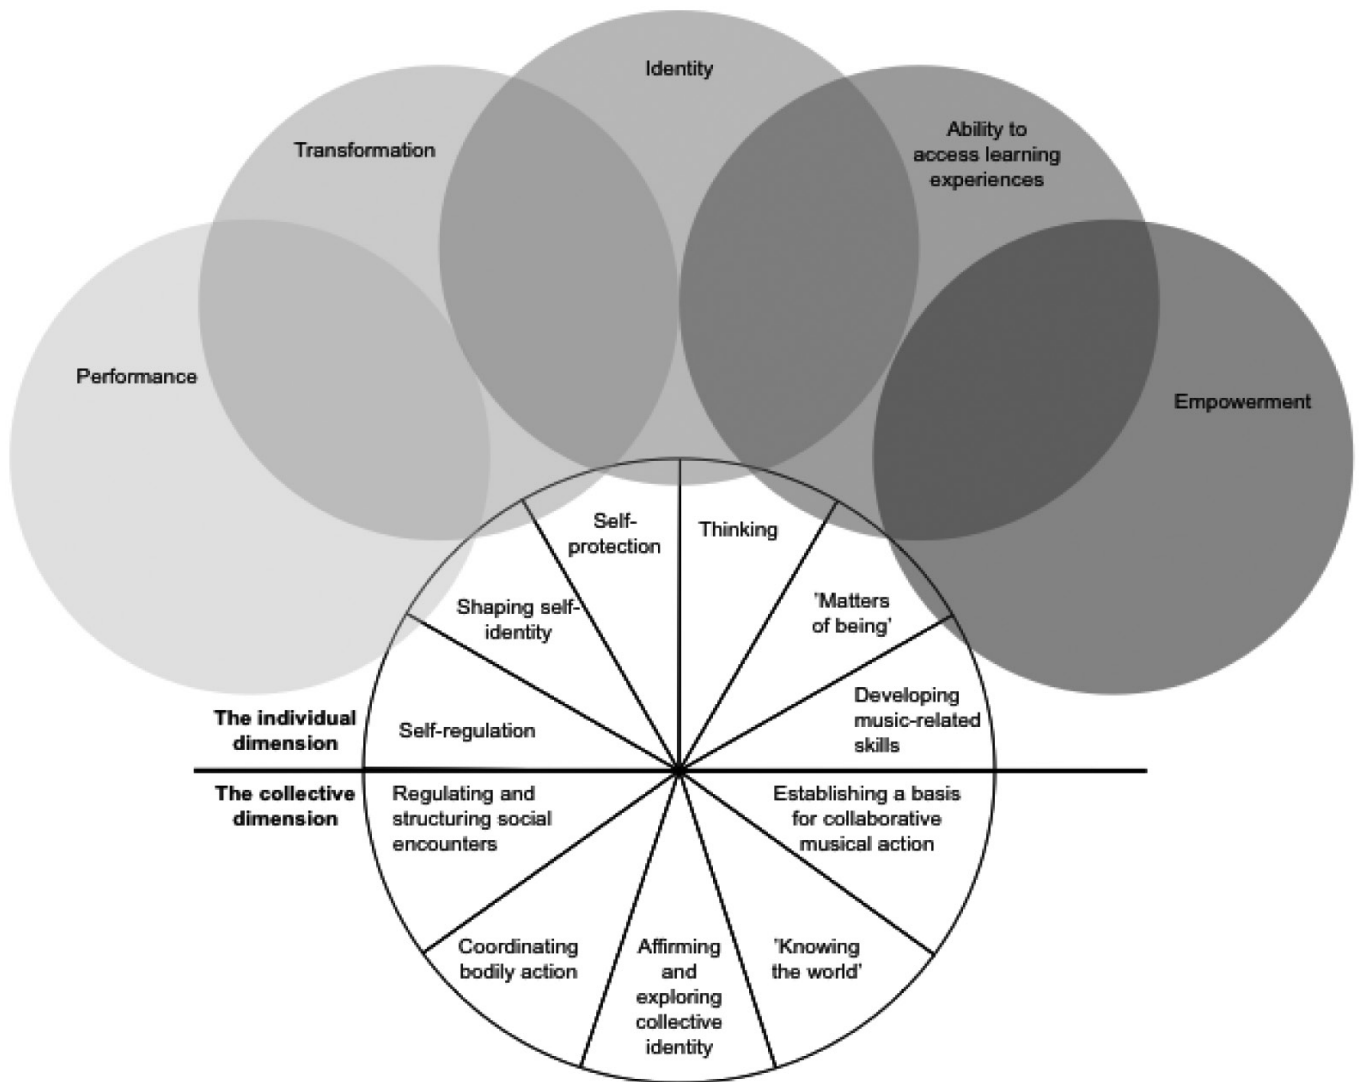 Identity
Transformation
Ability to
access learning
experiences
Performance
Empowerment
Self-
protection
Thinking
Shaping self-
identity
'Matters
of being'
The individual
dimension
Self-regulation
Developing
music-related
skills
The collective
dimension
Regulating and
structuring social
encounters
Establishing a basis
for collaborative
musical action
Coordinating
bodily action
Affirming
and
exploring
collective
identity
'Knowing
the world'